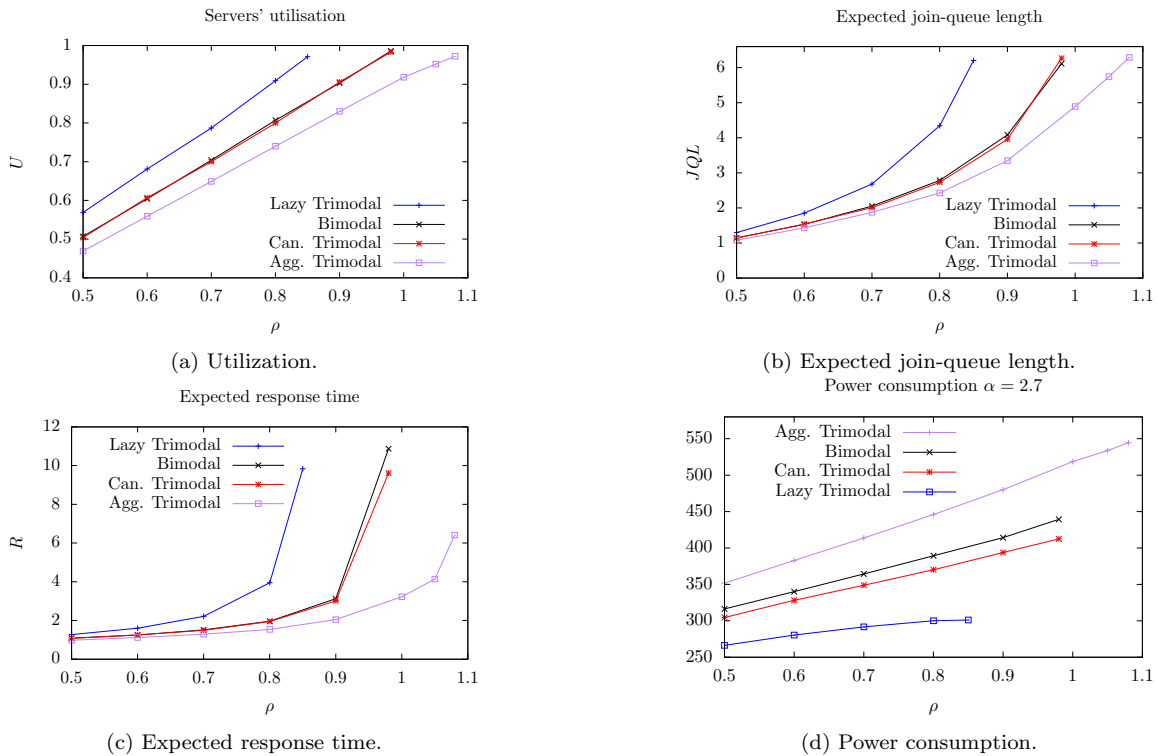 Servers' utilisation
U
1
0.9
0.8
0.7
0.6
0.5
0.4
Lazy Trimodal
Bimodal
Can. Trimodal
Agg. Trimodal
0.5 0.6 0.7 0.8 0.9 1 1.1
ρ
(a) Utilization.
Expected join-queue length
JQL
6
5
4
3
2
1
0
Lazy Trimodal
Bimodal
Can. Trimodal
Agg. Trimodal
0.5 0.6 0.7 0.8 0.9 1 1.1
ρ
(b) Expected join-queue length.
Expected response time
R
12
10
8
6
4
2
0
Lazy Trimodal
Bimodal
Can. Trimodal
Agg. Trimodal
0.5 0.6 0.7 0.8 0.9 1 1.1
ρ
(c) Expected response time.
Power consumption α = 2.7
550
500
450
400
350
300
250
Agg. Trimodal
Bimodal
Can. Trimodal
Lazy Trimodal
0.5 0.6 0.7 0.8 0.9 1 1.1
ρ
(d) Power consumption.